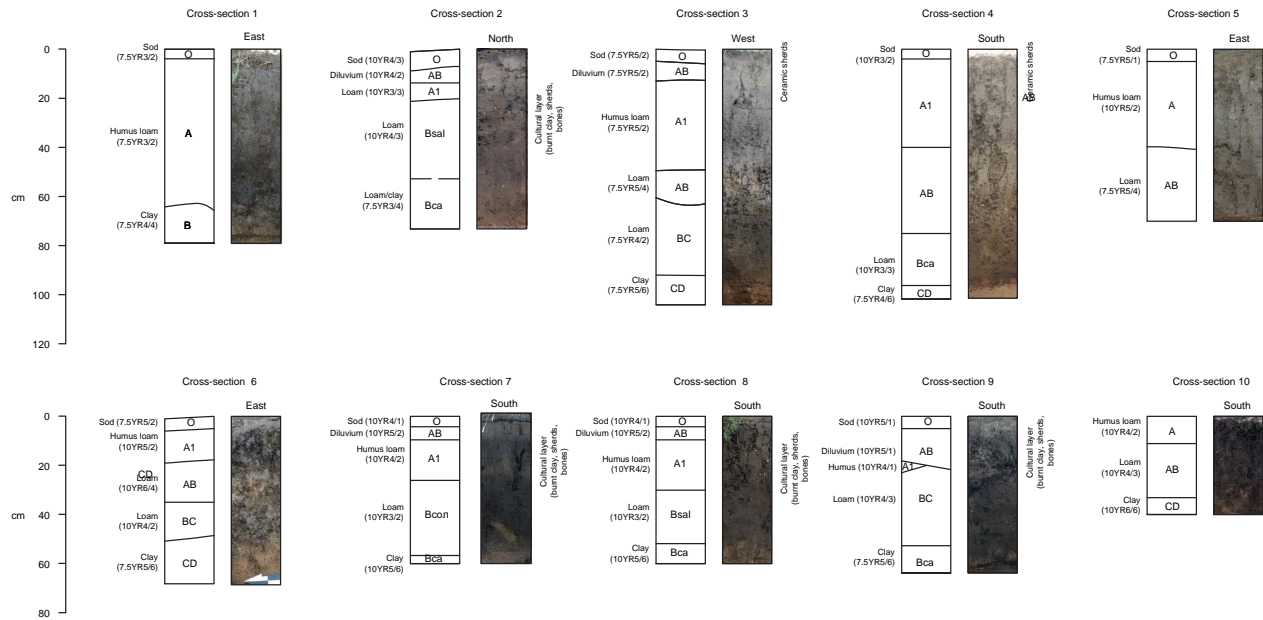 Cross-section 1
Cross-section 2
Cross-section 3
Cross-section 4
Cross-section 5
East
North
West
South
East
0
20
40
cm
60
80
100
120
Sod
(7.5YR3/2)
O
Humus loam
(7.5YR3/2)
A
Clay
(7.5YR4/4)
B
Sod (10YR4/3)
O
Diluvium (10YR4/2)
AB
Loam (10YR3/3)
A1
Loam
(10YR4/3)
Bsal
Loam/clay
(7.5YR3/4)
Bca
Cultural layer
(burnt clay, sherds,
bones)
Sod (7.5YR5/2)
O
Diluvium (7.5YR5/2)
AB
Humus loam
(7.5YR5/2)
A1
Loam
(7.5YR5/4)
AB
Loam
(7.5YR4/2)
BC
Clay
(7.5YR5/6)
CD
Ceramic sherds
Sod
(10YR3/2)
O
A1
AB
Loam
(10YR3/3)
Bca
Clay
(7.5YR4/6)
CD
Ceramic sherds
AB
Sod
(7.5YR5/1)
O
Humus loam
(10YR5/2)
A
Loam
(7.5YR5/4)
AB
Cross-section 6
Cross-section 7
Cross-section 8
Cross-section 9
Cross-section 10
East
South
South
South
South
0
20
40
cm
60
80
Sod (7.5YR5/2)
O
Humus loam
(10YR5/2)
A1
CD
Loam
(10YR6/4)
AB
Loam
(10YR4/2)
BC
Clay
(7.5YR5/6)
CD
Sod (10YR4/1)
O
Diluvium (10YR5/2)
AB
Humus loam
(10YR4/2)
A1
Loam
(10YR3/2)
Bсол
Clay
(10YR5/6)
Bca
Cultural layer
(burnt clay, sherds,
bones)
Sod (10YR4/1)
O
Diluvium (10YR5/2)
AB
Humus loam
(10YR4/2)
A1
Loam
(10YR3/2)
Bsal
Clay
(10YR5/6)
Bca
Cultural layer
(burnt clay, sherds,
bones)
Sod (10YR5/1)
O
Diluvium (10YR5/1)
AB
Humus (10YR4/1)
A1
Loam (10YR4/3)
BC
Clay
(7.5YR5/6)
Bca
Cultural layer
(burnt clay, sherds,
bones)
Humus loam
(10YR4/2)
A
Loam
(10YR4/3)
AB
Clay
(10YR6/6)
CD